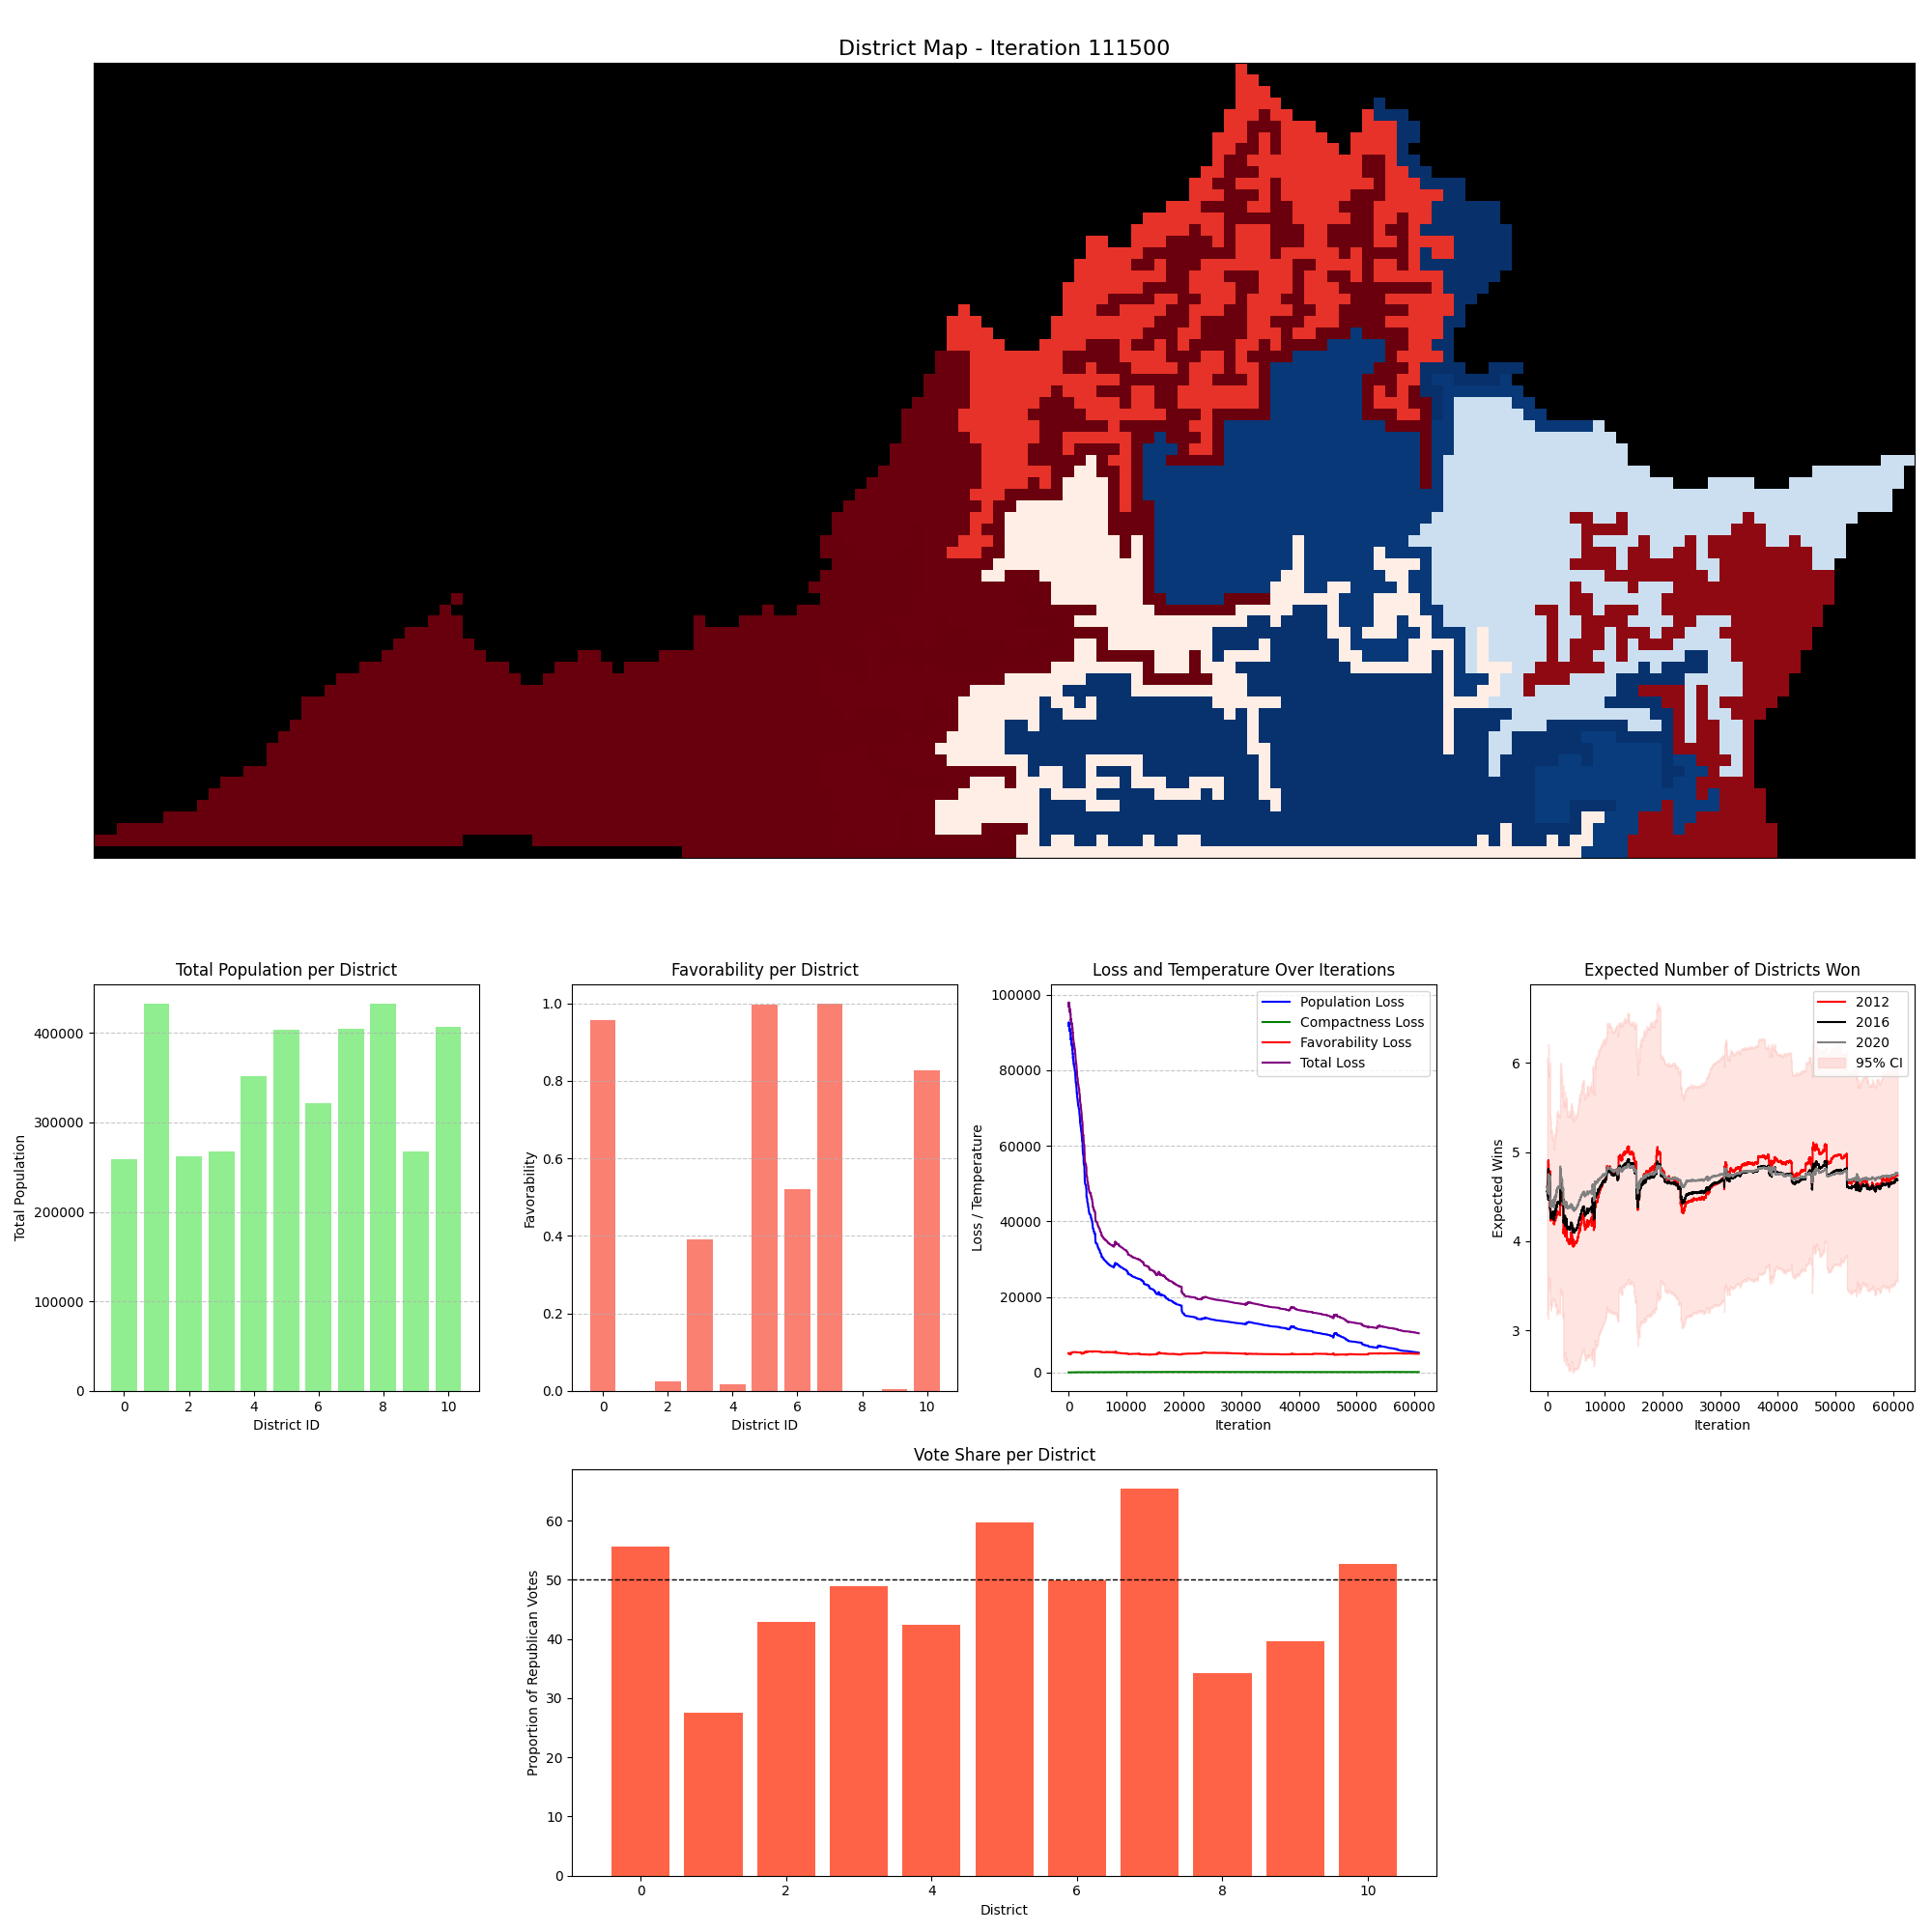 District Map - Iteration 111500
Total Population per District
Total Population
400000
300000
200000
100000
0
0 2 4 6 8 10
District ID
Favorability per District
Favorability
1.0
0.8
0.6
0.4
0.2
0.0
0 2 4 6 8 10
District ID
Loss and Temperature Over Iterations
Loss / Temperature
100000
80000
60000
40000
20000
0
Population Loss
Compactness Loss
Favorability Loss
Total Loss
0 10000 20000 30000 40000 50000 60000
Iteration
Expected Number of Districts Won
Expected Wins
6
5
4
3
2012
2016
2020
95% CI
0 10000 20000 30000 40000 50000 60000
Iteration
Vote Share per District
Proportion of Republican Votes
60
50
40
30
20
10
0
0 2 4 6 8 10
District